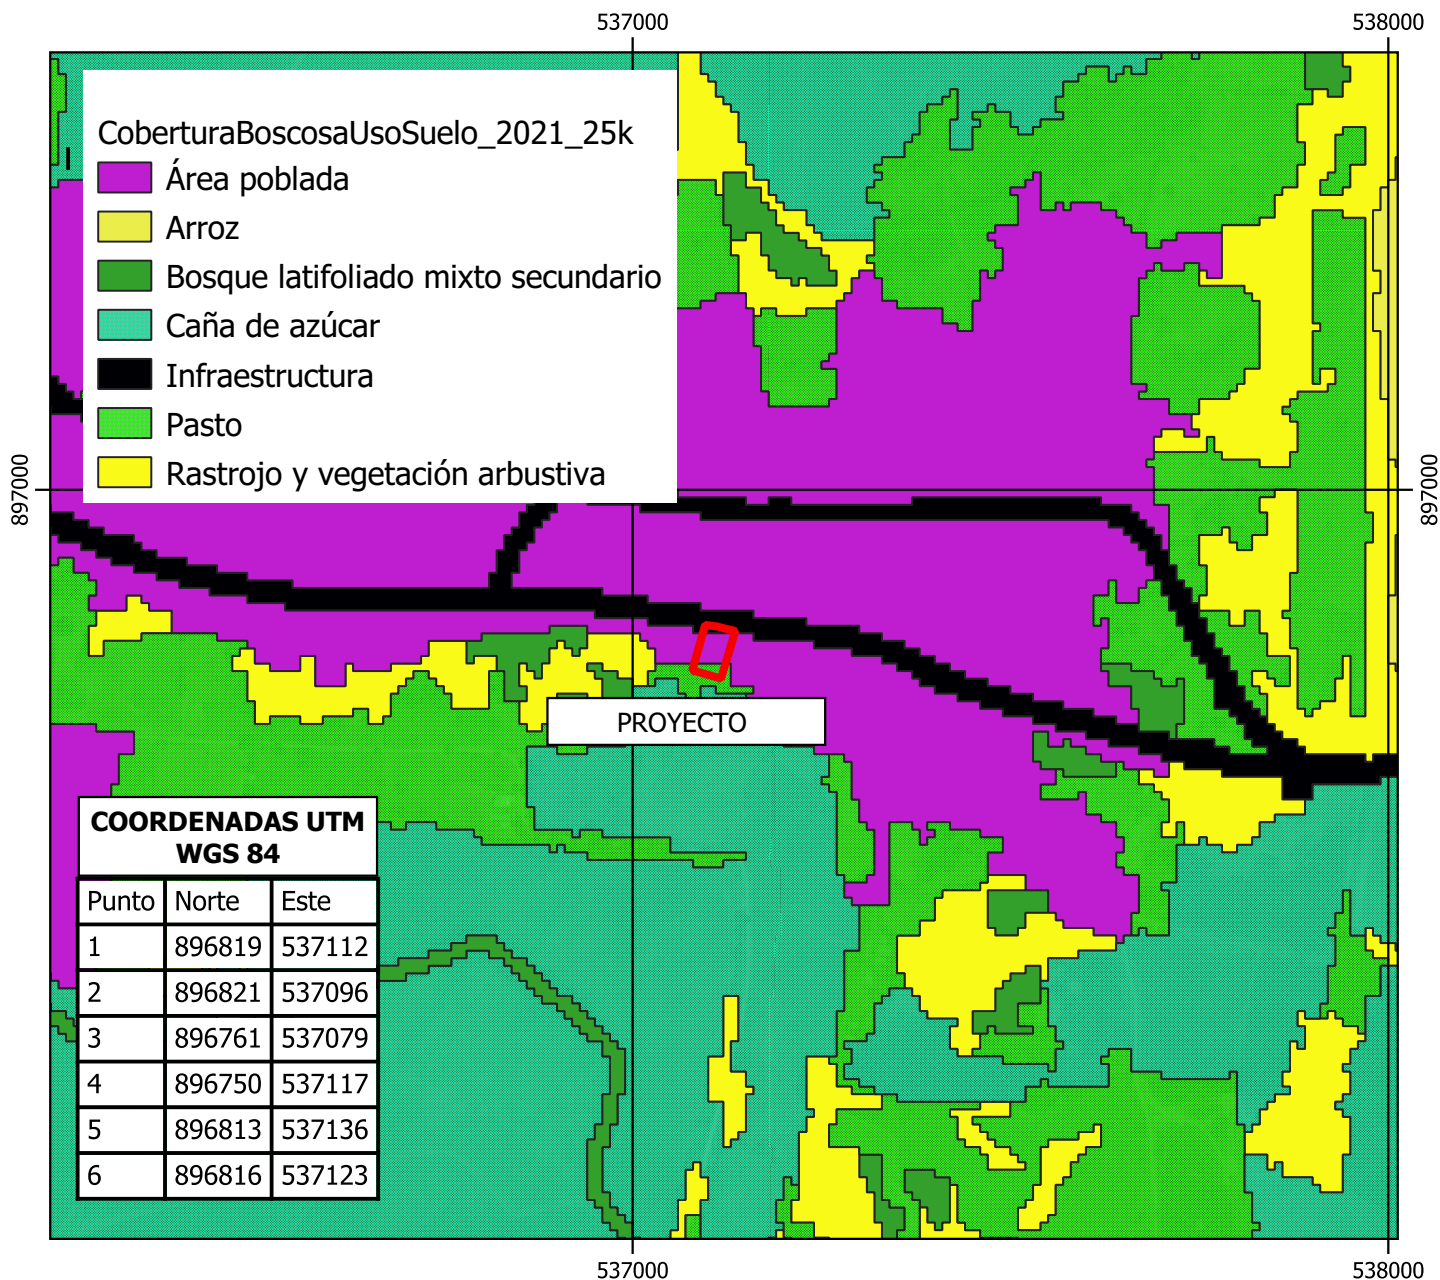 537000
538000
CoberturaBoscosaUsoSuelo_2021_25k
Área poblada
Arroz
Bosque latifoliado mixto secundario
Caña de azúcar
Infraestructura
Pasto
Rastrojo y vegetación arbustiva
897000
897000
PROYECTO
COORDENADAS UTM
WGS 84
Punto Norte Este
1 896819 537112
2 896821 537096
3 896761 537079
4 896750 537117
5 896813 537136
6 896816 537123
537000
538000